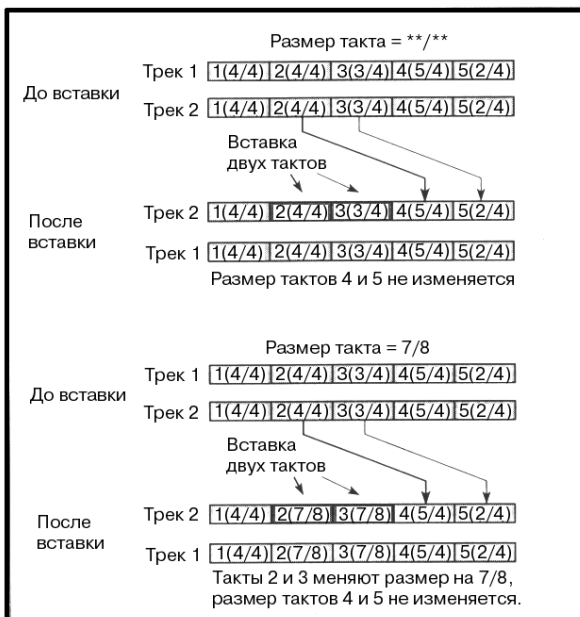 Размер такта = **/**
Трек 1 1(4/4) 2(4/4) 3(3/4) 4(5/4) 5(2/4)
До вставки
Трек 2 1(4/4) 2(4/4) 3(3/4) 4(5/4) 5(2/4)
Вставка
двух тактов
После
вставки
Трек 2 1(4/4) 2(4/4) 3(3/4) 4(5/4) 5(2/4)
Трек 1 1(4/4) 2(4/4) 3(3/4) 4(5/4) 5(2/4)
Размер тактов 4 и 5 не изменяется
Размер такта = 7/8
Трек 1 1(4/4) 2(4/4) 3(3/4) 4(5/4) 5(2/4)
До вставки
Трек 2 1(4/4) 2(4/4) 3(3/4) 4(5/4) 5(2/4)
Вставка
двух тактов
После
вставки
Трек 2 1(4/4) 2(7/8) 3(7/8) 4(5/4) 5(2/4)
Трек 1 1(4/4) 2(7/8) 3(7/8) 4(5/4) 5(2/4)
Такты 2 и 3 меняют размер на 7/8,
размер тактов 4 и 5 не изменяется.